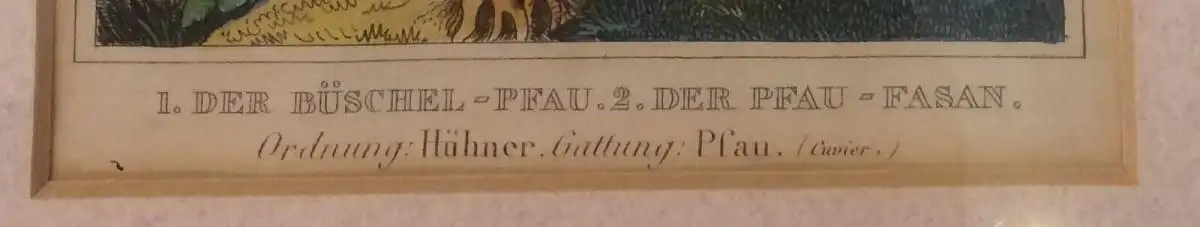 1. DER BÜSCHEL-PFAU. 2. DER PFAU-FASAN.
Ordnung: Hühner. Gattung: Pfau. (Cuvier.)